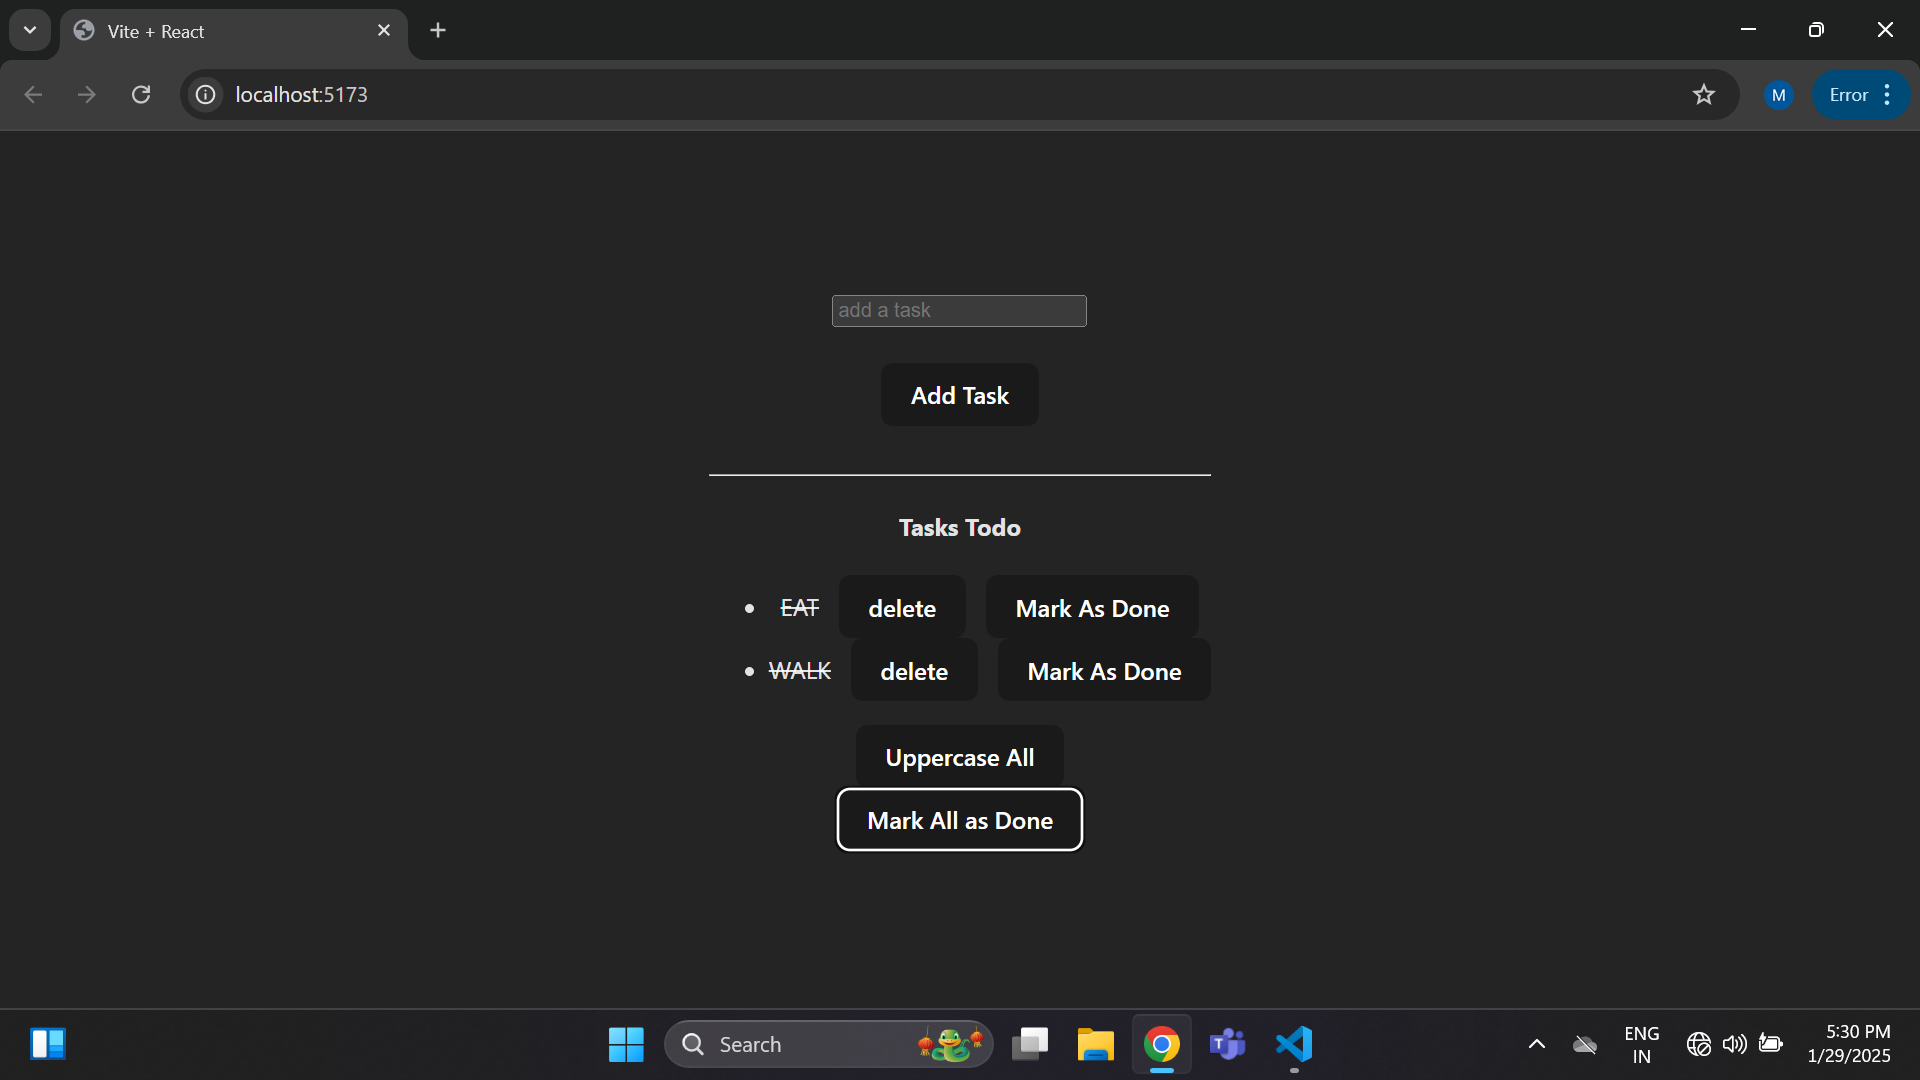 Vite + React
localhost:5173
M
Error
add a task
Add Task
Tasks Todo
EAT delete Mark As Done
WALK delete Mark As Done
Uppercase All
Mark All as Done
Search
T
ENG
IN
5:30 PM
1/29/2025